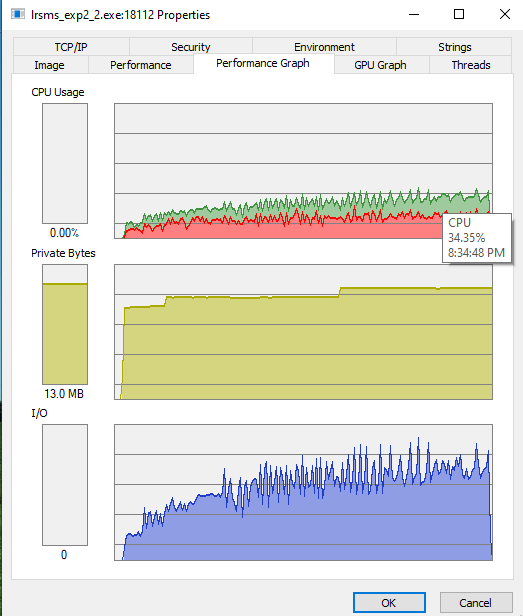 lrsms_exp2_2.exe:18112 Properties
TCP/IP Security Environment Strings
Image Performance Performance Graph GPU Graph Threads
CPU Usage
0.00%
CPU
34.35%
8:34:48 PM
Private Bytes
13.0 MB
I/O
0
OK Cancel